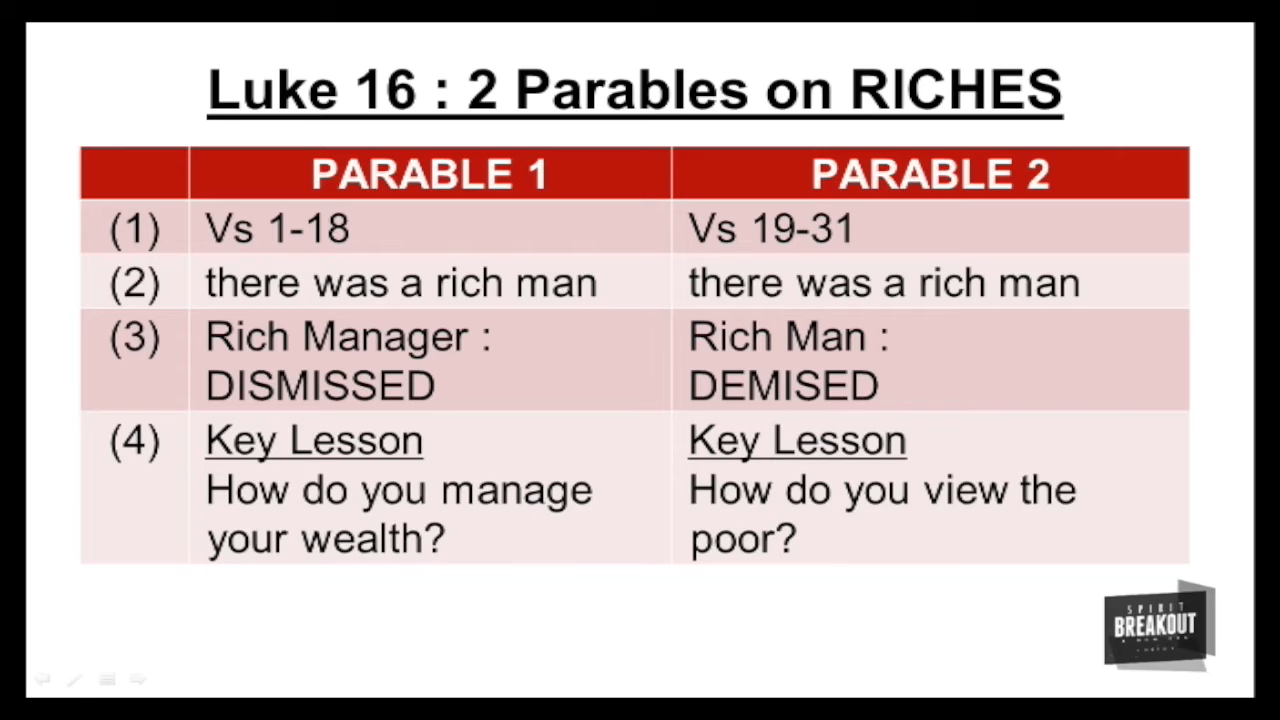 Luke 16 : 2 Parables on RICHES
PARABLE 1 PARABLE 2
(1) Vs 1-18 Vs 19-31
(2) there was a rich man there was a rich man
(3) Rich Manager : Rich Man :
DISMISSED DEMISED
(4) Key Lesson Key Lesson
How do you manage How do you view the
your wealth? poor?
SPIRIT
BREAKOUT